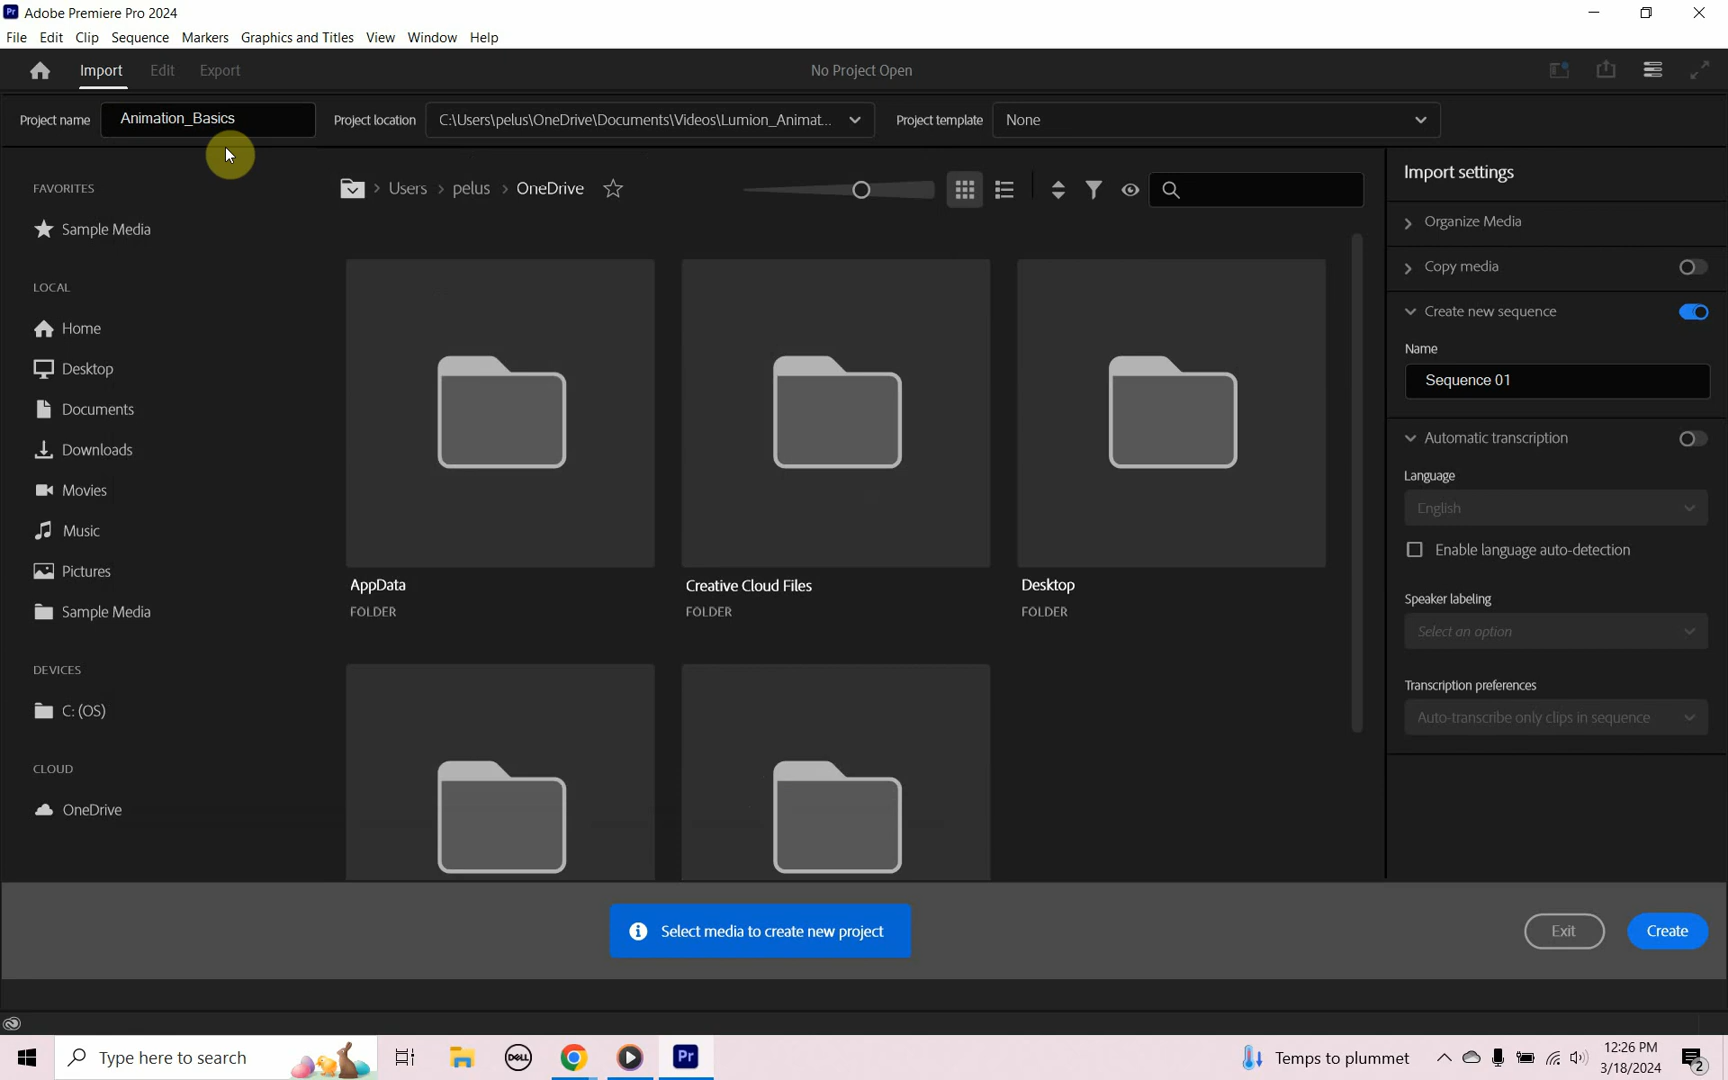 Pr Adobe Premiere Pro 2024
File Edit Clip Sequence Markers Graphics and Titles View Window Help
Import Edit Export No Project Open
Project name Animation_Basics Project location C:\Users\pelus\OneDrive\Documents\Videos\Lumion_Animat... Project template None
FAVORITES
Sample Media
LOCAL
Home
Desktop
Documents
Downloads
Movies
Music
Pictures
Sample Media
DEVICES
C: (OS)
CLOUD
OneDrive
Users > pelus > OneDrive
AppData
FOLDER
Creative Cloud Files
FOLDER
Desktop
FOLDER
Import settings
Organize Media
Copy media
Create new sequence
Name
Sequence 01
Automatic transcription
Language
English
Enable language auto-detection
Speaker labeling
Select an option
Transcription preferences
Auto-transcribe only clips in sequence
Select media to create new project
Exit Create
Type here to search DELL Pr Temps to plummet 12:26 PM
3/18/2024 2